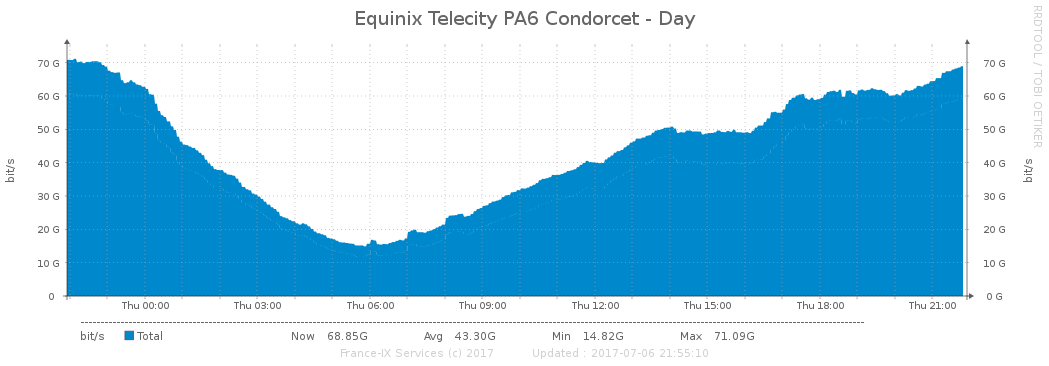 Equinix Telecity PA6 Condorcet - Day
RRDTOOL / TOBI OETIKER
bit/s
70 G 70 G
60 G 60 G
50 G 50 G
40 G 40 G
30 G 30 G
20 G 20 G
10 G 10 G
0 0 G
bit/s
Thu 00:00 Thu 03:00 Thu 06:00 Thu 09:00 Thu 12:00 Thu 15:00 Thu 18:00 Thu 21:00
bit/s Total Now 68.85G Avg 43.30G Min 14.82G Max 71.09G
France-IX Services (c) 2017 Updated : 2017-07-06 21:55:10